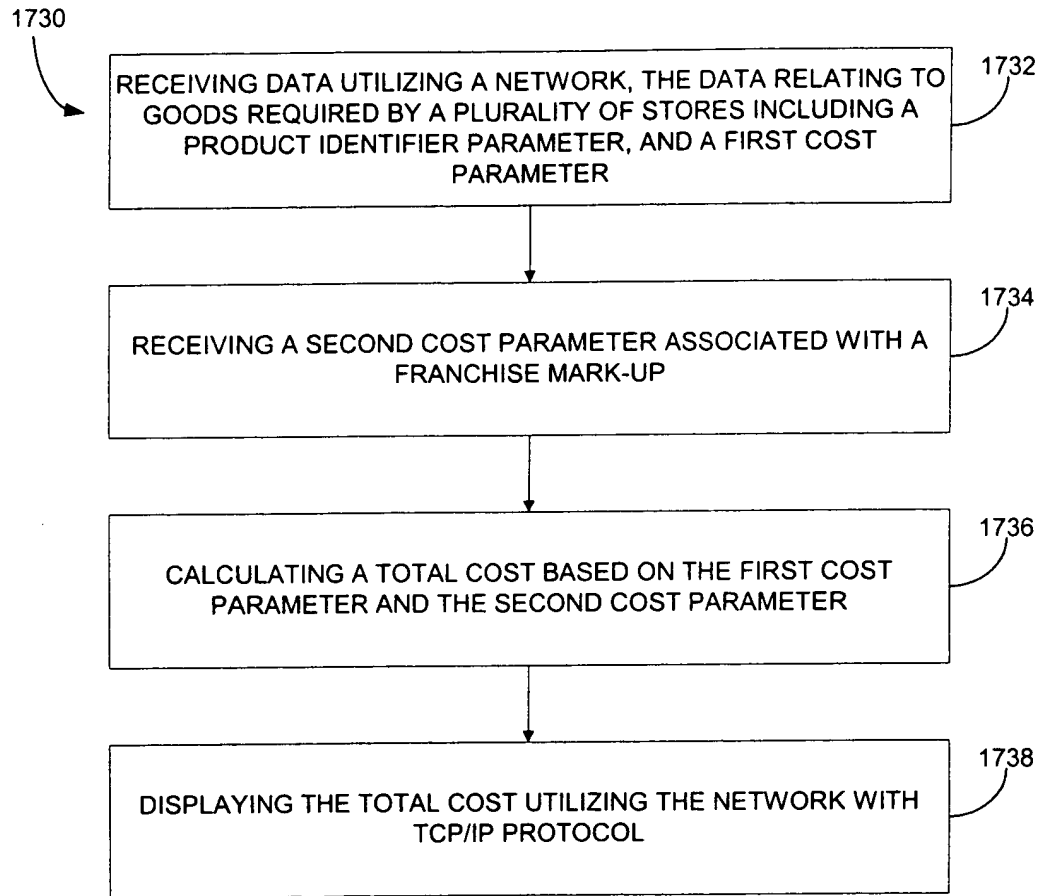 1730
RECEIVING DATA UTILIZING A NETWORK, THE DATA RELATING TO
GOODS REQUIRED BY A PLURALITY OF STORES INCLUDING A
PRODUCT IDENTIFIER PARAMETER, AND A FIRST COST
PARAMETER
1732
RECEIVING A SECOND COST PARAMETER ASSOCIATED WITH A
FRANCHISE MARK-UP
1734
CALCULATING A TOTAL COST BASED ON THE FIRST COST
PARAMETER AND THE SECOND COST PARAMETER
1736
DISPLAYING THE TOTAL COST UTILIZING THE NETWORK WITH
TCP/IP PROTOCOL
1738